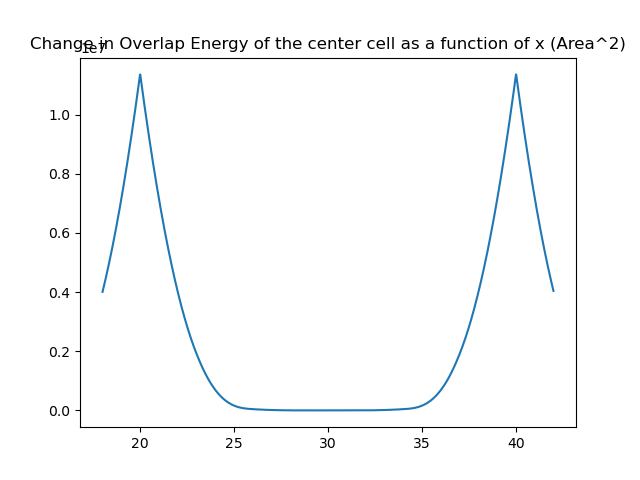 Change in Overlap Energy of the center cell as a function of x (Area^2)
1e7
1.0
0.8
0.6
0.4
0.2
0.0
20 25 30 35 40